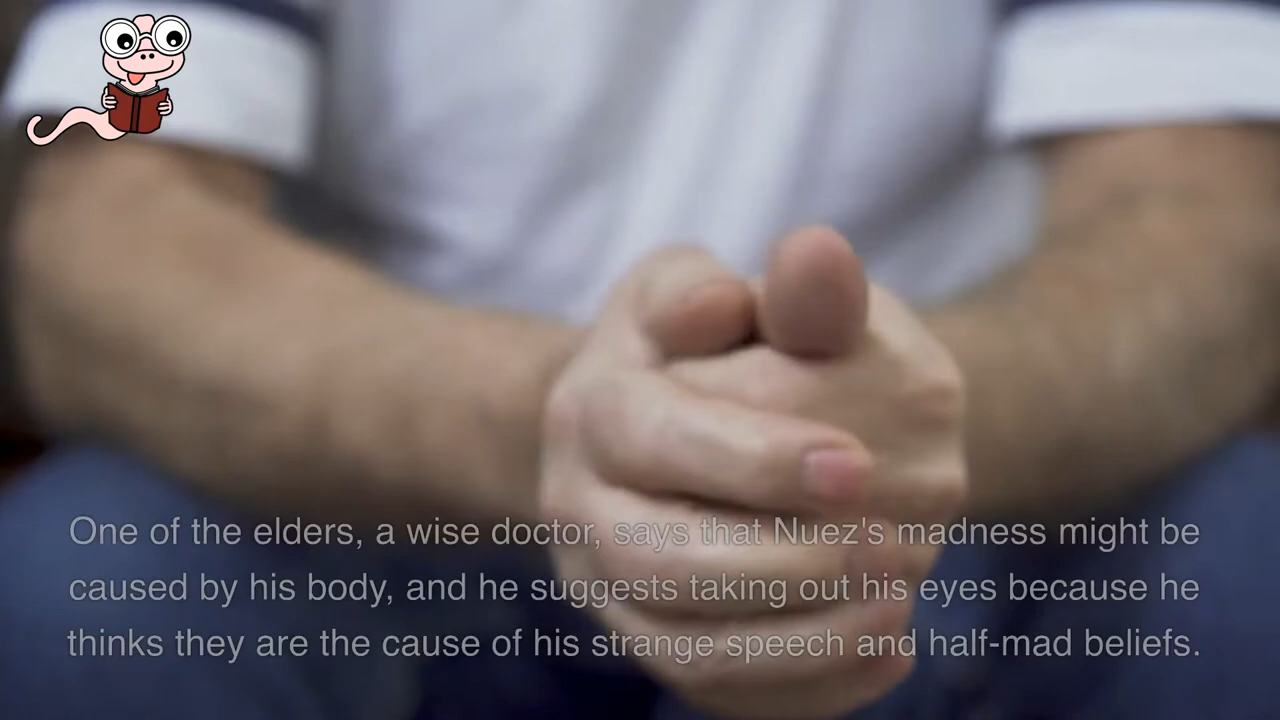 One of the elders, a wise doctor, says that Nuez's madness might be
caused by his body, and he suggests taking out his eyes because he
thinks they are the cause of his strange speech and half-mad beliefs.